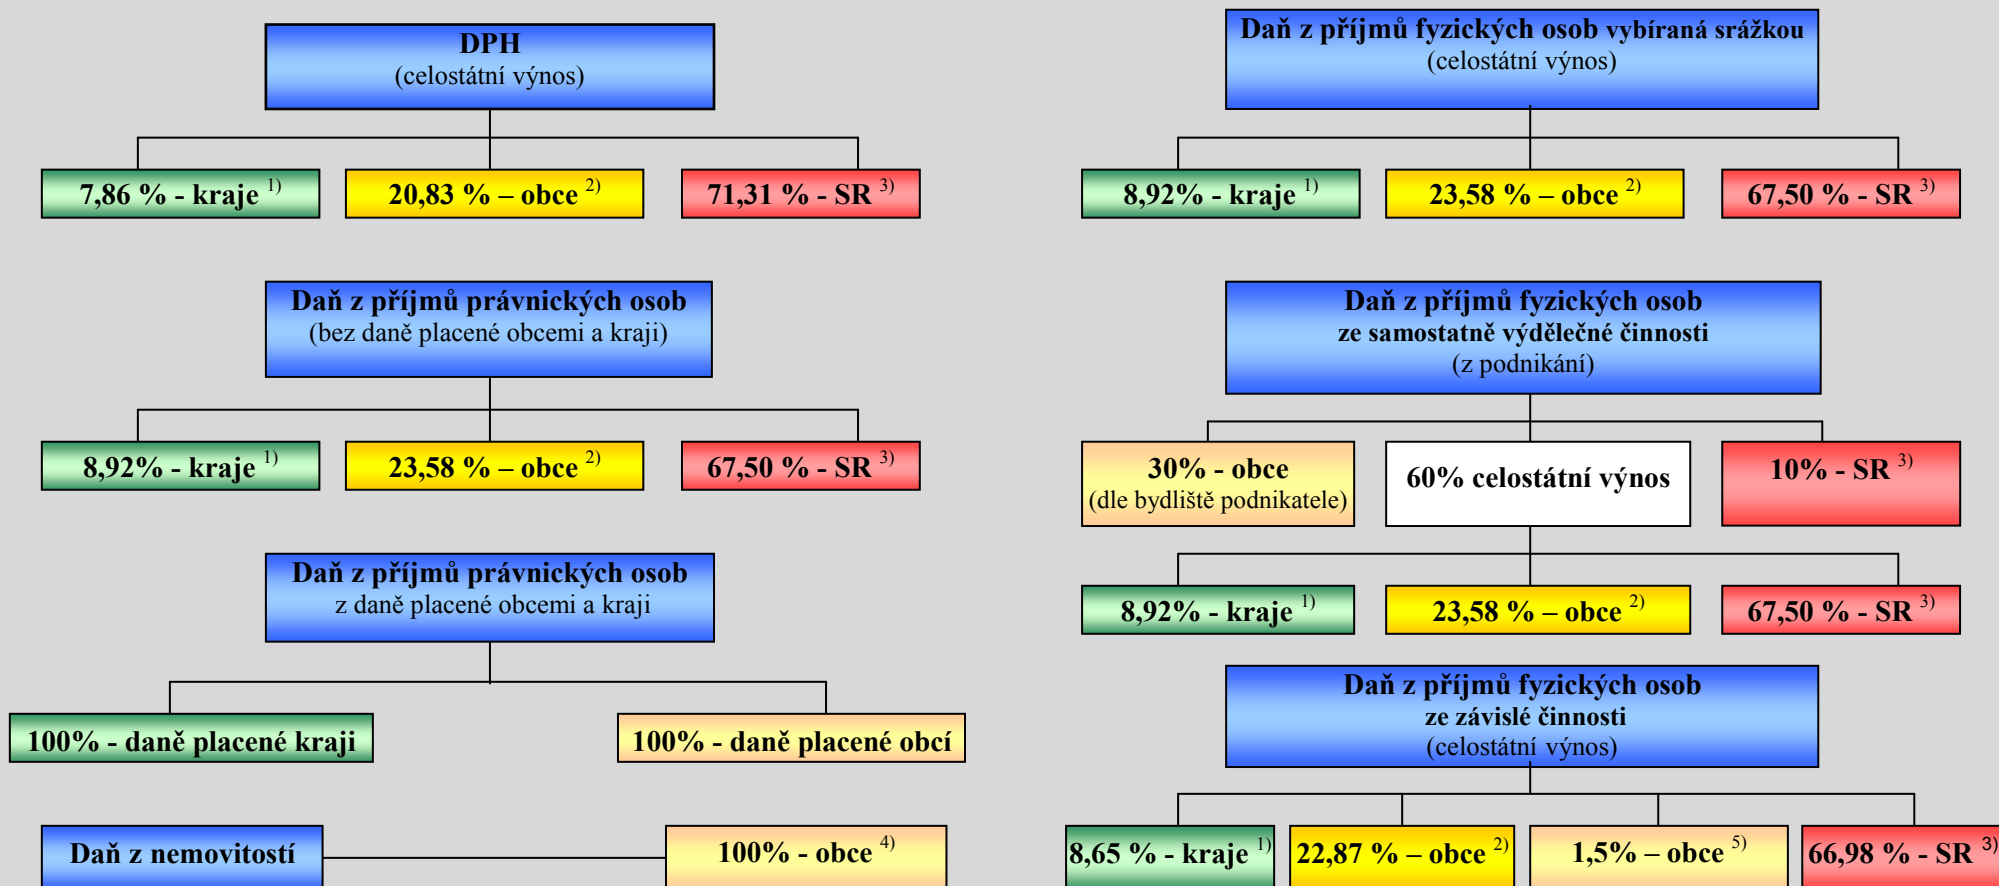 DPH
(celostátní výnos)
7,86 % - kraje 1)
20,83 % – obce 2)
71,31 % - SR 3)
Daň z příjmů právnických osob
(bez daně placené obcemi a kraji)
8,92% - kraje 1)
23,58 % – obce 2)
67,50 % - SR 3)
Daň z příjmů právnických osob
z daně placené obcemi a kraji
100% - daně placené kraji
100% - daně placené obcí
Daň z nemovitostí
100% - obce 4)
Daň z příjmů fyzických osob vybíraná srážkou
(celostátní výnos)
8,92% - kraje 1)
23,58 % – obce 2)
67,50 % - SR 3)
Daň z příjmů fyzických osob
ze samostatně výdělečné činnosti
(z podnikání)
30% - obce
(dle bydliště podnikatele)
60% celostátní výnos
10% - SR 3)
8,92% - kraje 1)
23,58 % – obce 2)
67,50 % - SR 3)
Daň z příjmů fyzických osob
ze závislé činnosti
(celostátní výnos)
8,65 % - kraje 1)
22,87 % – obce 2)
1,5% – obce 5)
66,98 % - SR 3)